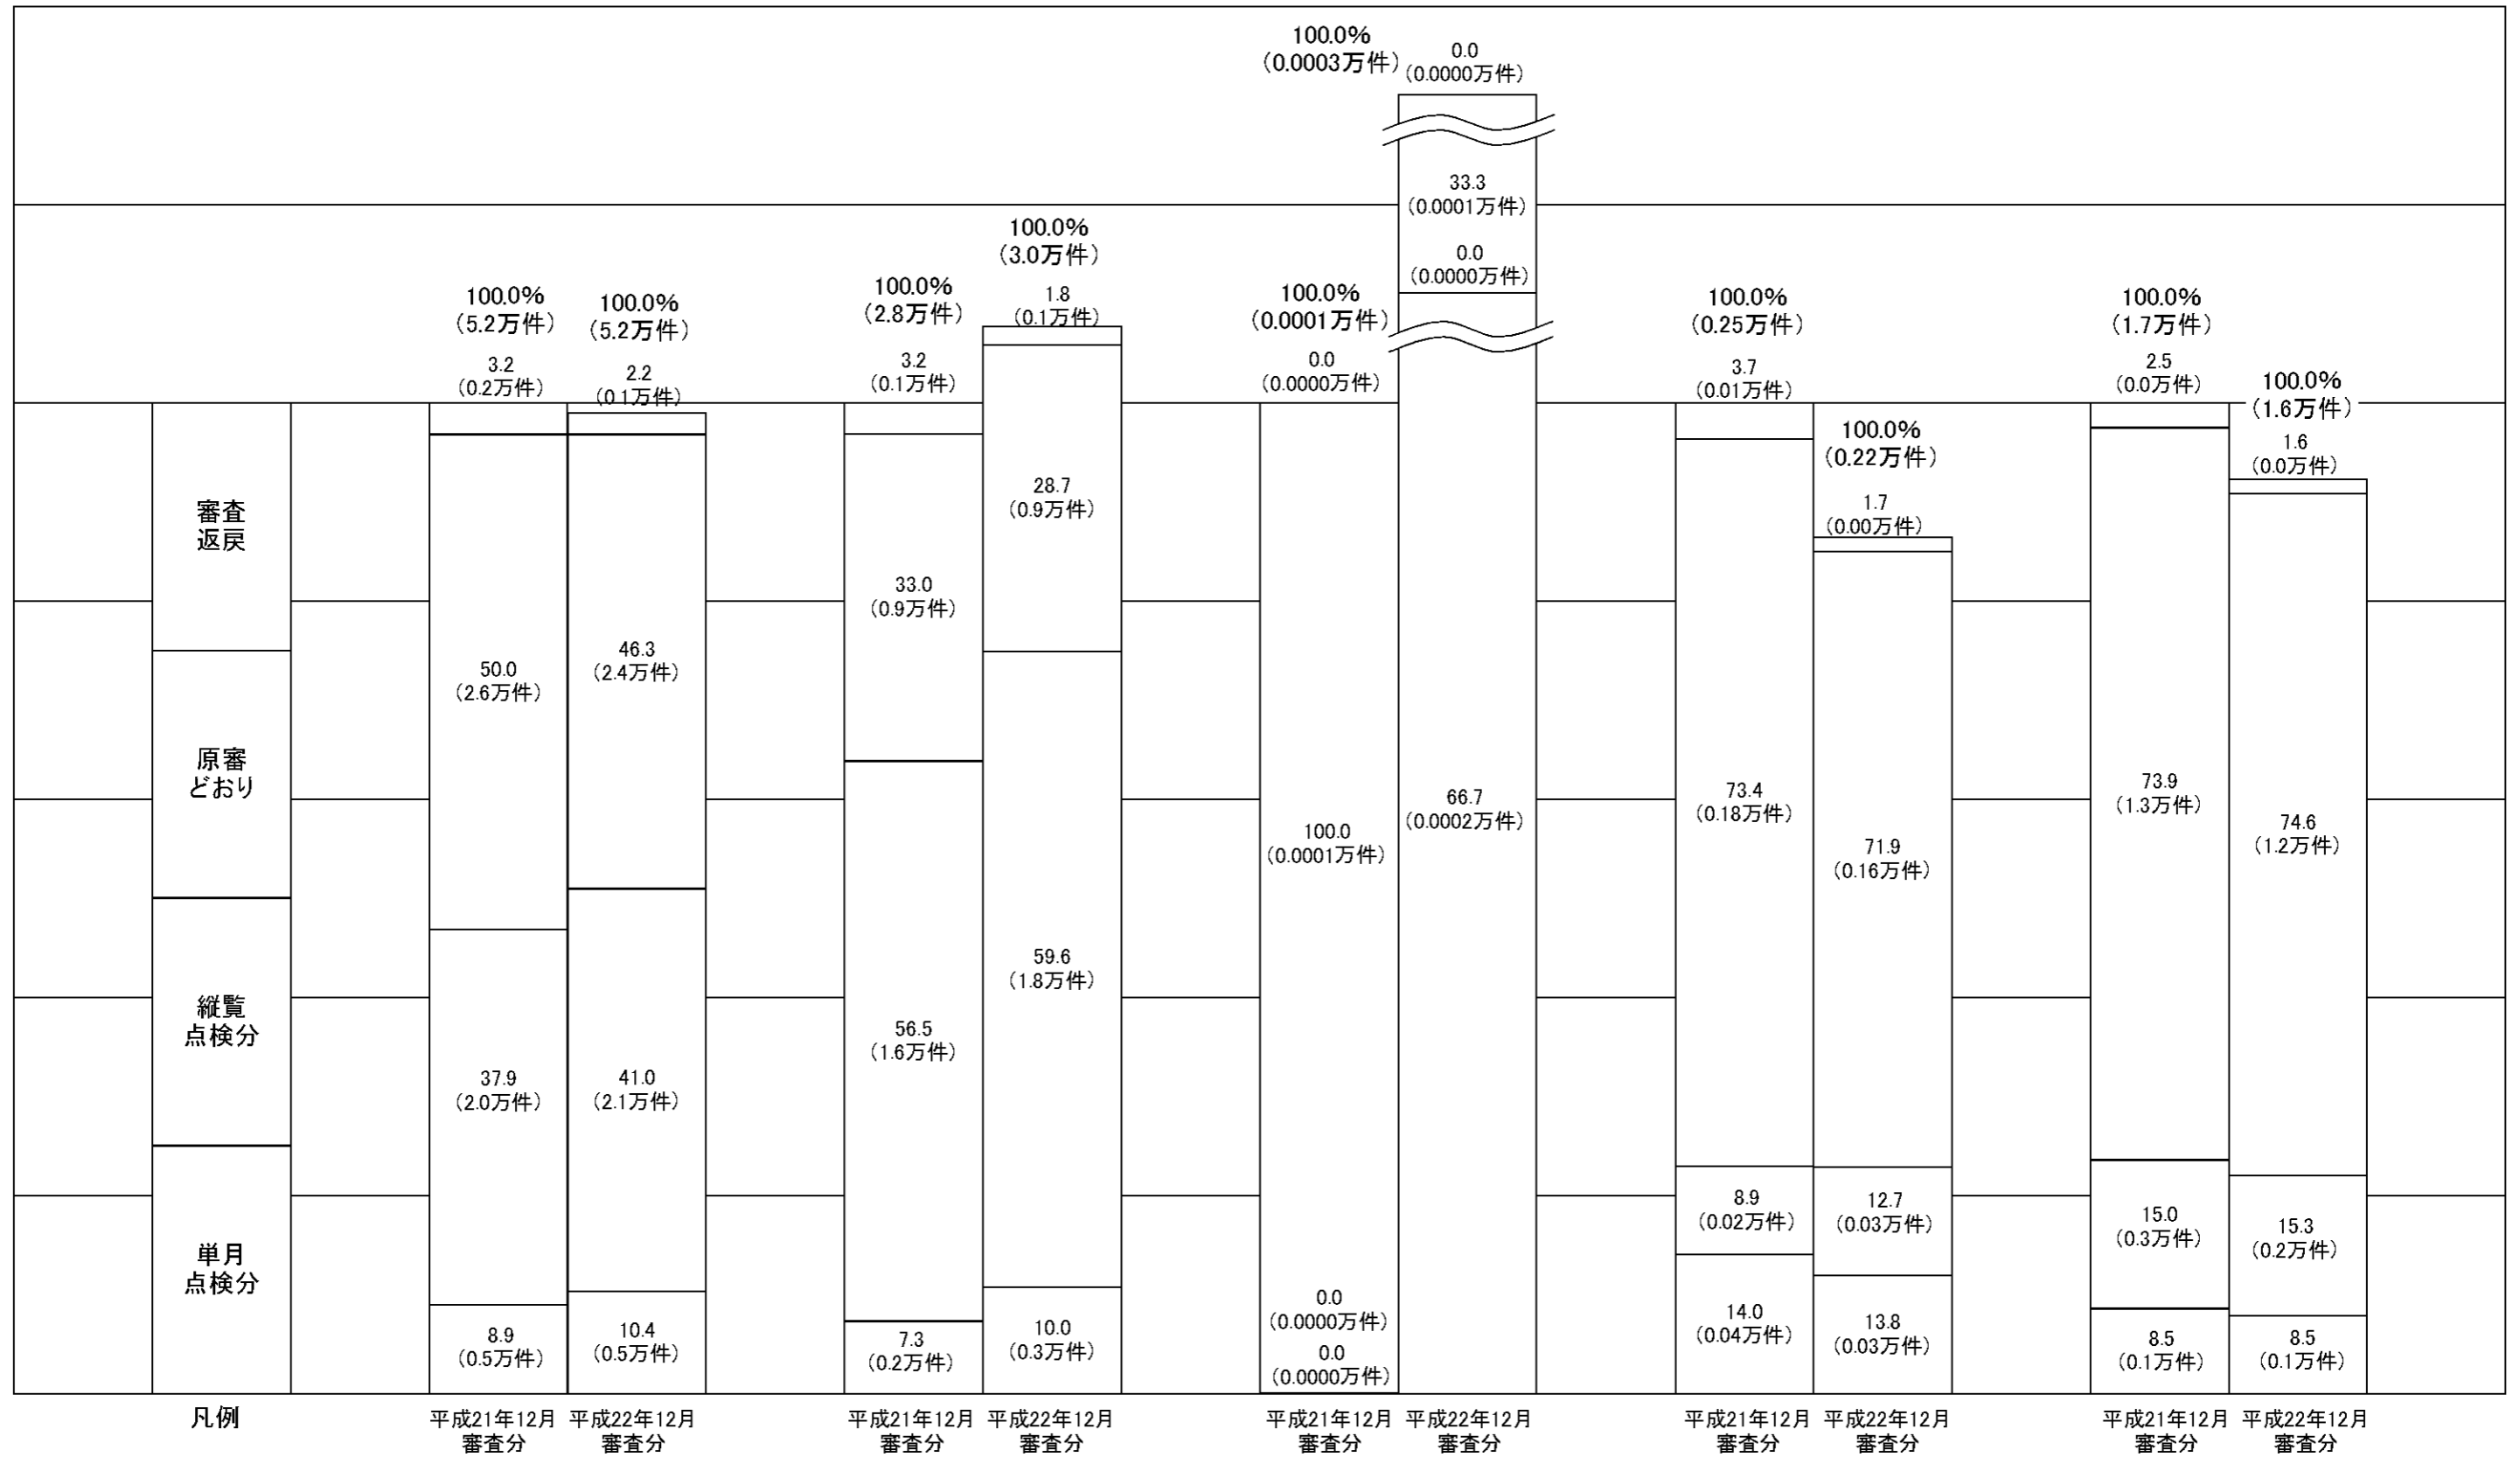 審査
返戻
原審
どおり
縦覧
点検分
単月
点検分
凡例
100.0%
（5.2万件）
3.2
（0.2万件）
50.0
（2.6万件）
37.9
（2.0万件）
8.9
（0.5万件）
平成21年12月
審査分
100.0%
（5.2万件）
2.2
（0.1万件）
46.3
（2.4万件）
41.0
（2.1万件）
10.4
（0.5万件）
平成22年12月
審査分
100.0%
（2.8万件）
3.2
（0.1万件）
33.0
（0.9万件）
56.5
（1.6万件）
7.3
（0.2万件）
平成21年12月
審査分
100.0%
（3.0万件）
1.8
（0.1万件）
28.7
（0.9万件）
59.6
（1.8万件）
10.0
（0.3万件）
平成22年12月
審査分
100.0%
（0.0001万件）
0.0
（0.0000万件）
100.0
（0.0001万件）
0.0
（0.0000万件）
0.0
（0.0000万件）
平成21年12月
審査分
100.0%
（0.0003万件）
0.0
（0.0000万件）
33.3
（0.0001万件）
0.0
（0.0000万件）
66.7
（0.0002万件）
平成22年12月
審査分
100.0%
（0.25万件）
3.7
（0.01万件）
73.4
（0.18万件）
8.9
（0.02万件）
14.0
（0.04万件）
平成21年12月
審査分
100.0%
（0.22万件）
1.7
（0.00万件）
71.9
（0.16万件）
12.7
（0.03万件）
13.8
（0.03万件）
平成22年12月
審査分
100.0%
（1.7万件）
2.5
（0.0万件）
73.9
（1.3万件）
15.0
（0.3万件）
8.5
（0.1万件）
平成21年12月
審査分
100.0%
（1.6万件）
1.6
（0.0万件）
74.6
（1.2万件）
15.3
（0.2万件）
8.5
（0.1万件）
平成22年12月
審査分